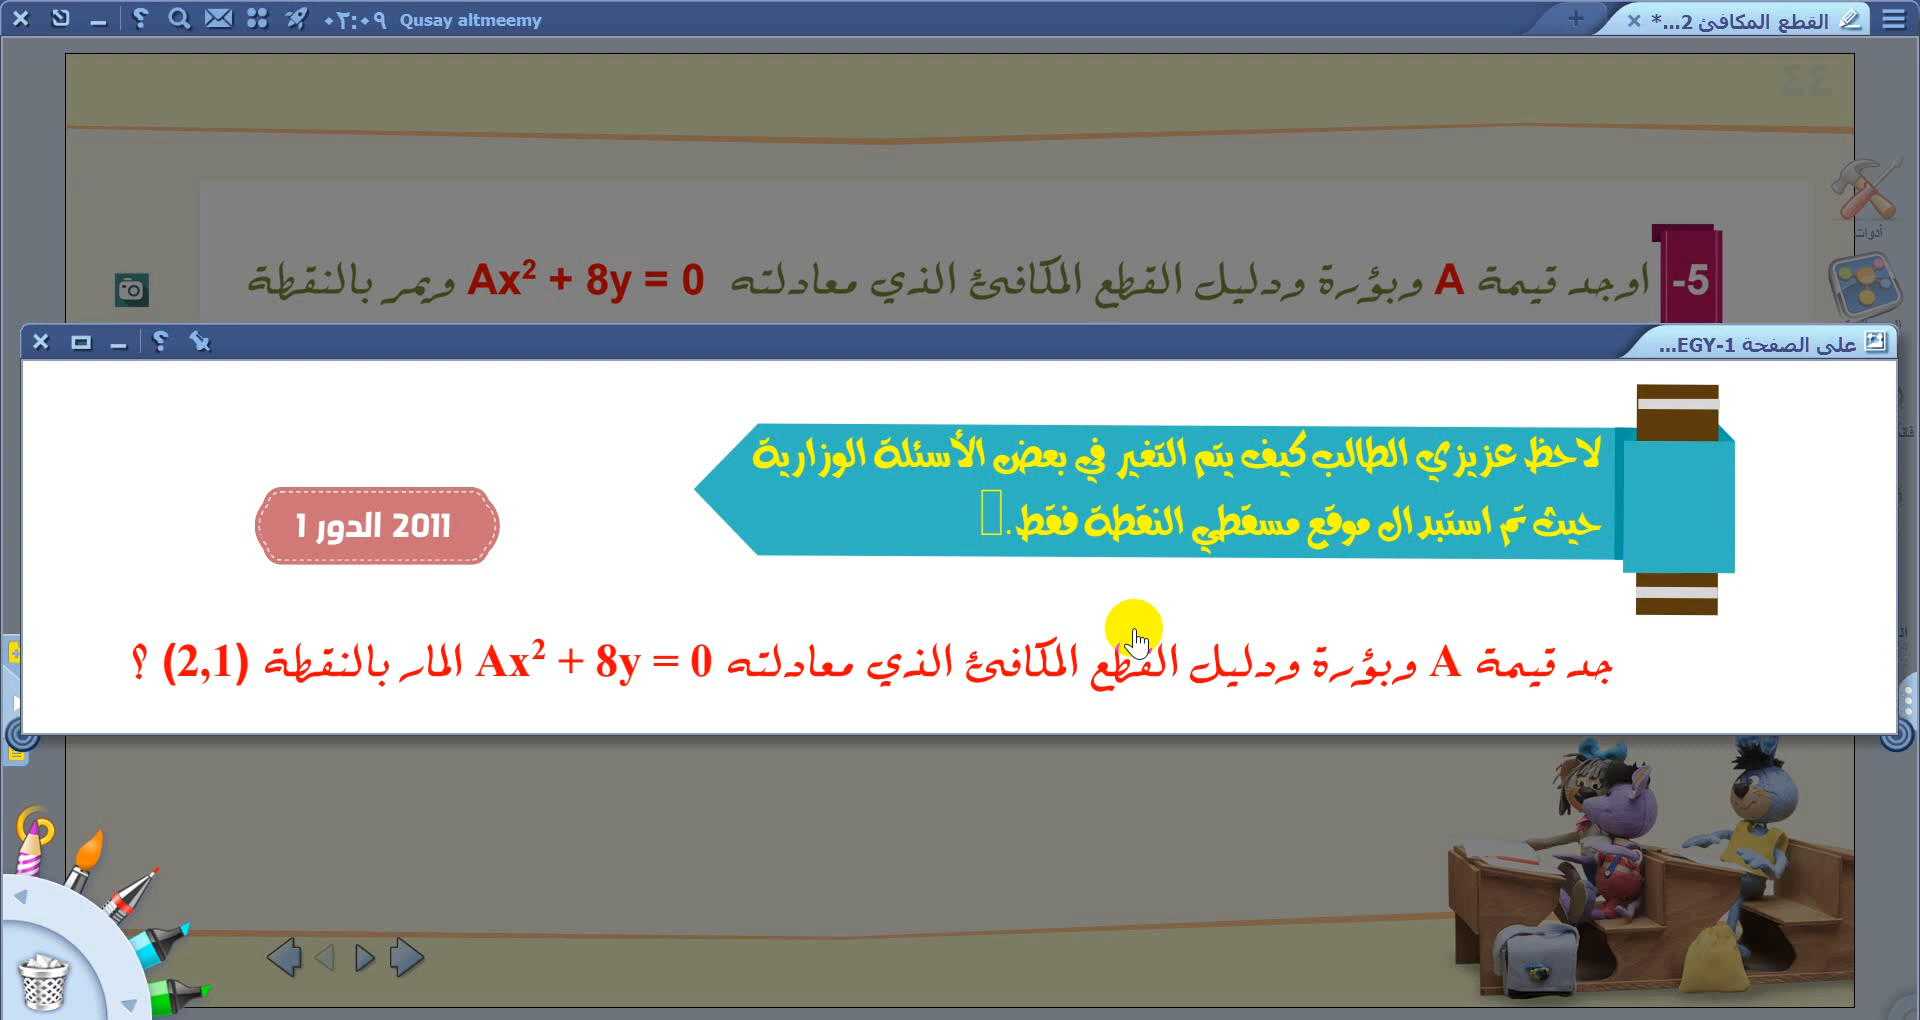 Qusay altmeemy ٠٢:٠٩
القطع المكافئ 2...*
٤٤
أدوات
5- اوجد قيمة A وبؤرة ودليل القطع المكافئ الذي معادلته Ax² + 8y = 0 ويمر بالنقطة
على الصفحة EGY-1...
لاحظ عزيزي الطالب كيف يتم التغير في بعض الأسئلة الوزارية
حيث تم استبدال موقع مسقطي النقطة فقط.
2011 الدور 1
جد قيمة A وبؤرة ودليل القطع المكافئ الذي معادلته Ax² + 8y = 0 المار بالنقطة (2,1) ؟